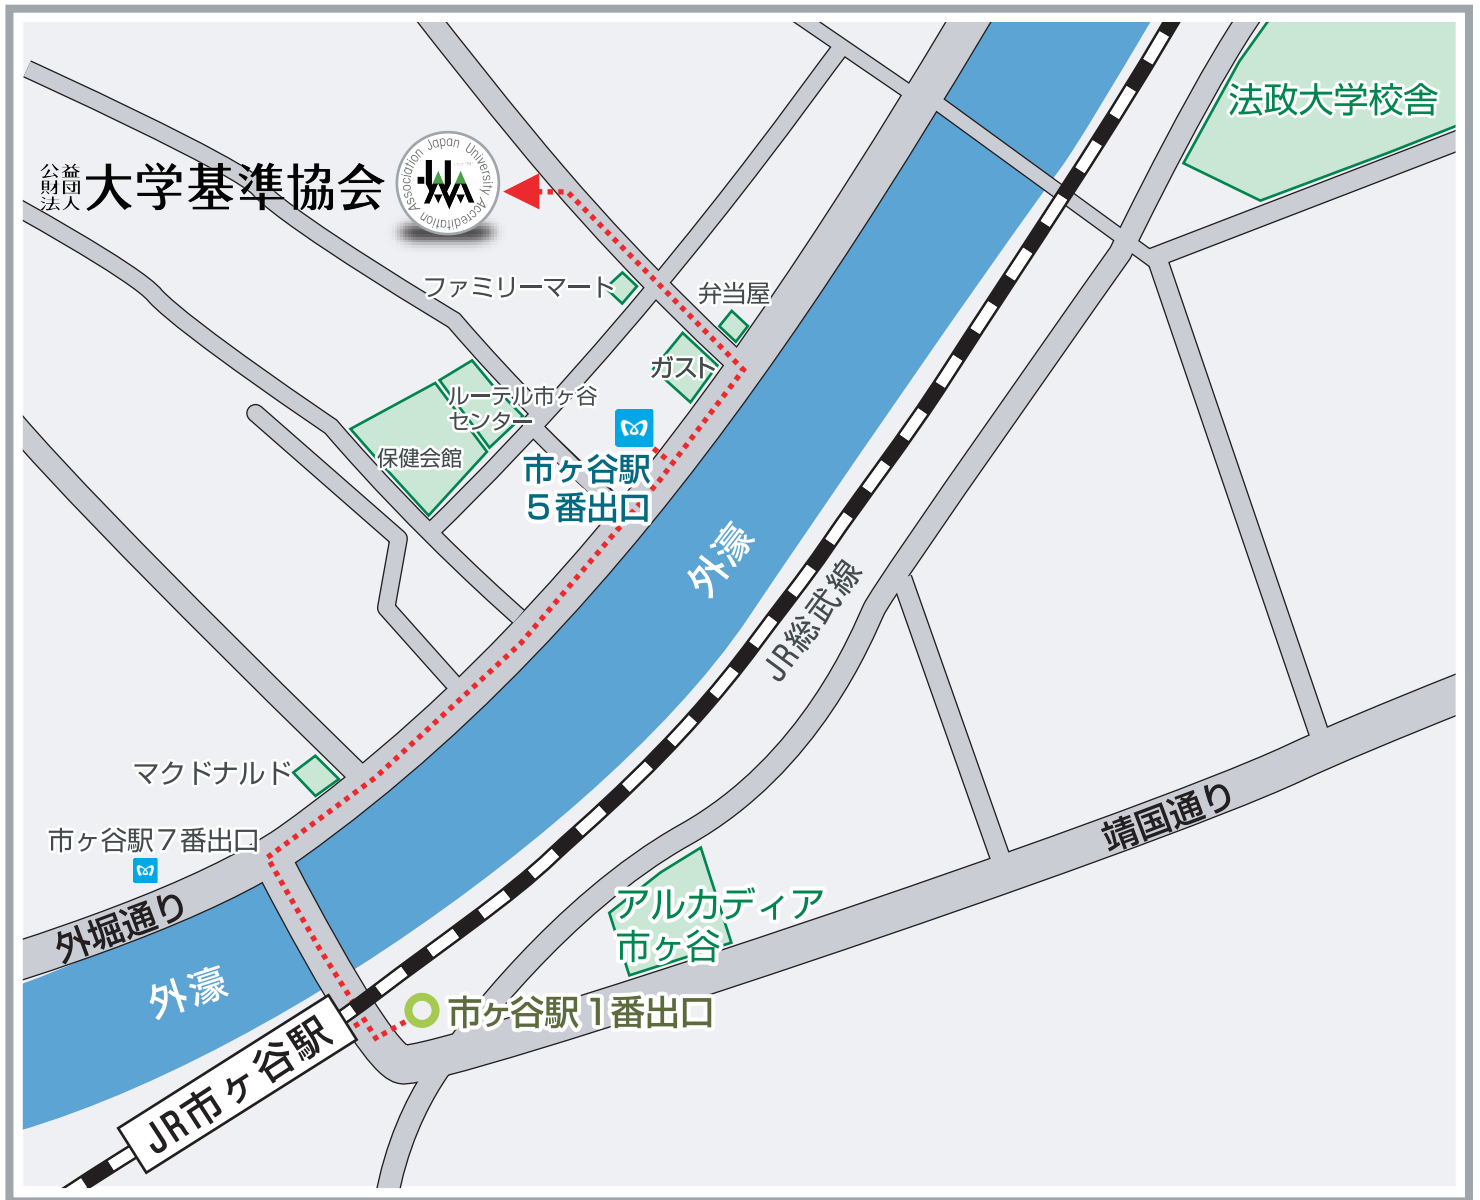 法政大学校舎
公益
財団
法人
大学基準協会
Japan University Accreditation Association
ファミリーマート
弁当屋
ガスト
ルーテル市ヶ谷
センター
保健会館
市ヶ谷駅
5番出口
外濠
JR総武線
マクドナルド
市ヶ谷駅7番出口
靖国通り
外堀通り
アルカディア
市ヶ谷
外濠
市ヶ谷駅1番出口
JR市ヶ谷駅